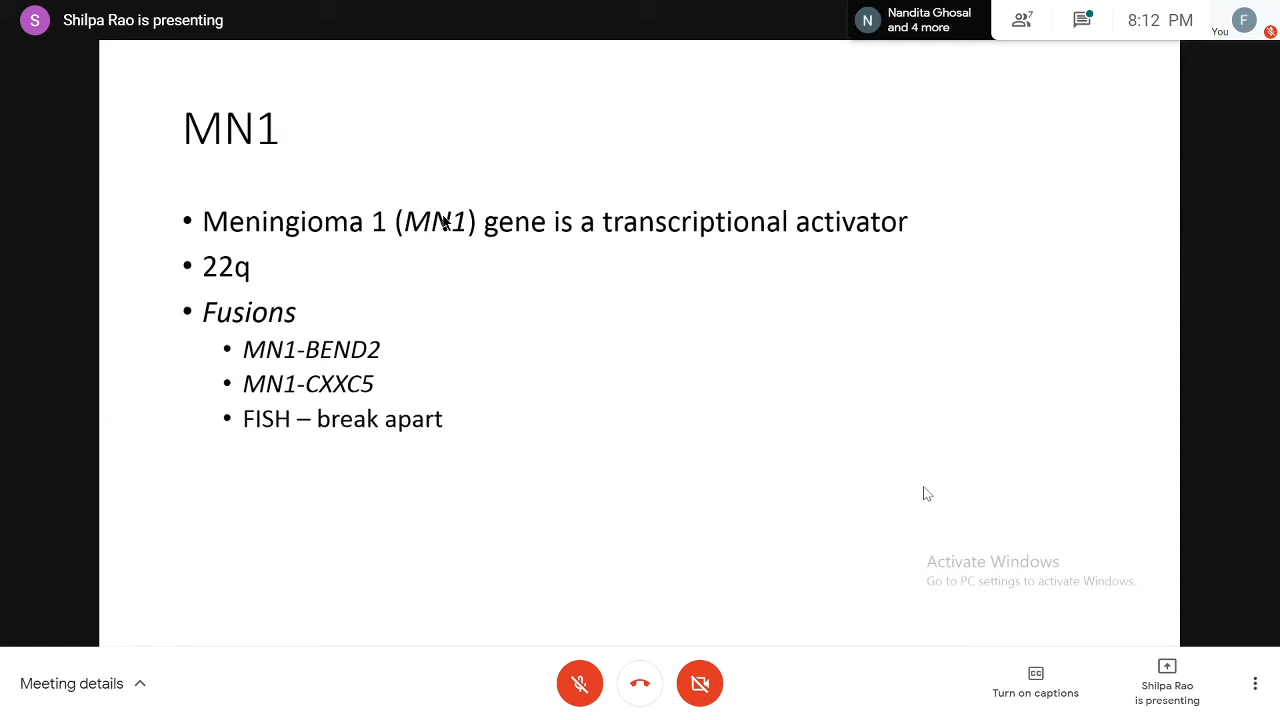 S Shilpa Rao is presenting
N Nandita Ghosal
and 4 more
7
8:12 PM
You
F
MN1
• Meningioma 1 (MN1) gene is a transcriptional activator
• 22q
• Fusions
• MN1-BEND2
• MN1-CXXC5
• FISH – break apart
Activate Windows
Go to PC settings to activate Windows.
Meeting details
CC
Turn on captions
Shilpa Rao
is presenting